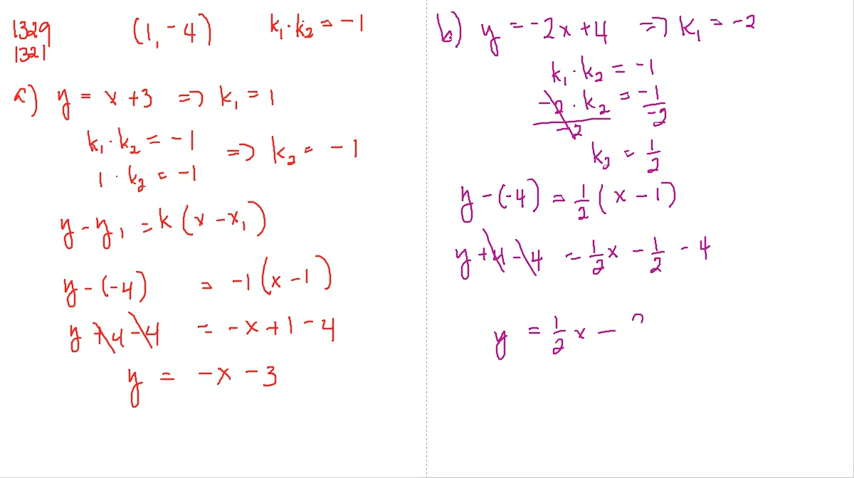 1329
1321
(1, -4)
k₁·k₂ = -1
a) y = x + 3 => k₁ = 1
k₁·k₂ = -1
1·k₂ = -1
=> k₂ = -1
y - y₁ = k(x - x₁)
y - (-4) = -1(x - 1)
y + 4 - 4 = -x + 1 - 4
y = -x - 3
b) y = -2x + 4 => k₁ = -2
k₁·k₂ = -1
-2·k₂/-2 = -1/-2
k₂ = 1/2
y - (-4) = 1/2(x - 1)
y + 4 - 4 = 1/2x - 1/2 - 4
y = 1/2x -